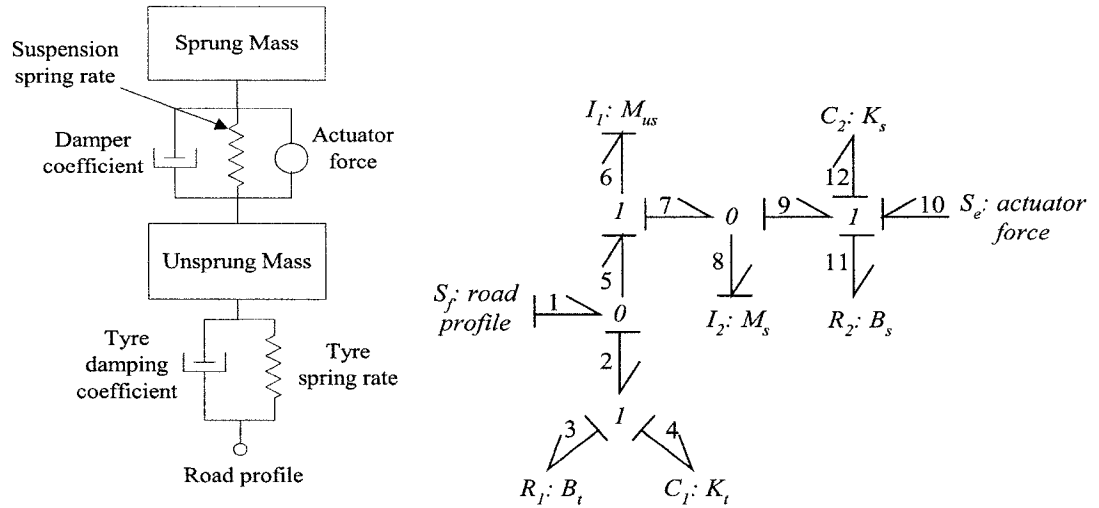 Sprung Mass
Suspension
spring rate
Damper
coefficient
Actuator
force
Unsprung Mass
Tyre
damping
coefficient
Tyre
spring rate
Road profile
I1: Mus
C2: Ks
6
12
1
7
0
9
1
10
Se: actuator
force
5
8
11
Sf: road
profile
1
0
I2: Ms
R2: Bs
2
1
3
4
R1: Bt
C1: Kt